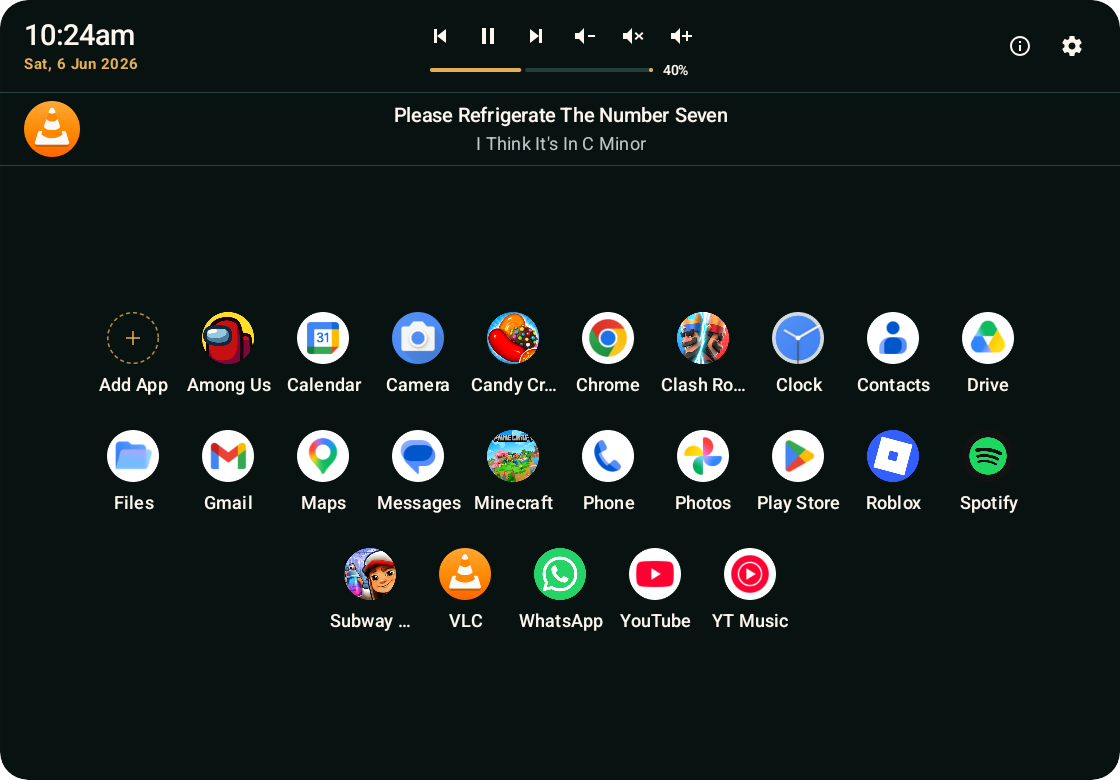 10:24am
Sat, 6 Jun 2026
40%
Please Refrigerate The Number Seven
I Think It's In C Minor
Add App
Among Us
31
Calendar
Camera
Candy Cr...
Chrome
Clash Ro...
Clock
Contacts
Drive
Files
Gmail
Maps
Messages
MINECRAFT
Minecraft
Phone
Photos
Play Store
Roblox
Spotify
Subway ...
VLC
WhatsApp
YouTube
YT Music